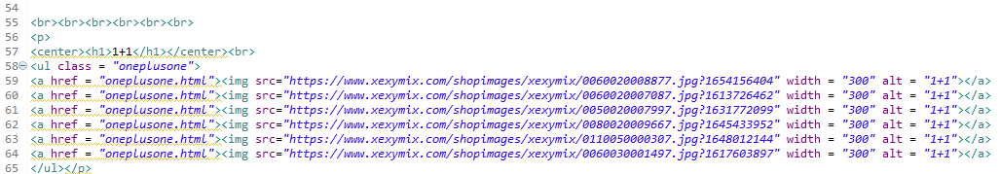 54
55 <br><br><br><br><br><br>
56 <p>
57 <center><h1>1+1</h1></center><br>
58 <ul class = "oneplusone">
59 <a href = "oneplusone.html"><img src="https://www.xexymix.com/shopimages/xexymix/0060020008877.jpg?1654156404" width = "300" alt = "1+1"></a>
60 <a href = "oneplusone.html"><img src="https://www.xexymix.com/shopimages/xexymix/0060020007087.jpg?1613726462" width = "300" alt = "1+1"></a>
61 <a href = "oneplusone.html"><img src="https://www.xexymix.com/shopimages/xexymix/0050020007997.jpg?1631772099" width = "300" alt = "1+1"></a>
62 <a href = "oneplusone.html"><img src="https://www.xexymix.com/shopimages/xexymix/0080020009667.jpg?1645433952" width = "300" alt = "1+1"></a>
63 <a href = "oneplusone.html"><img src="https://www.xexymix.com/shopimages/xexymix/0110050000307.jpg?1648012144" width = "300" alt = "1+1"></a>
64 <a href = "oneplusone.html"><img src="https://www.xexymix.com/shopimages/xexymix/0060030001497.jpg?1617603897" width = "300" alt = "1+1"></a>
65 </ul></p>